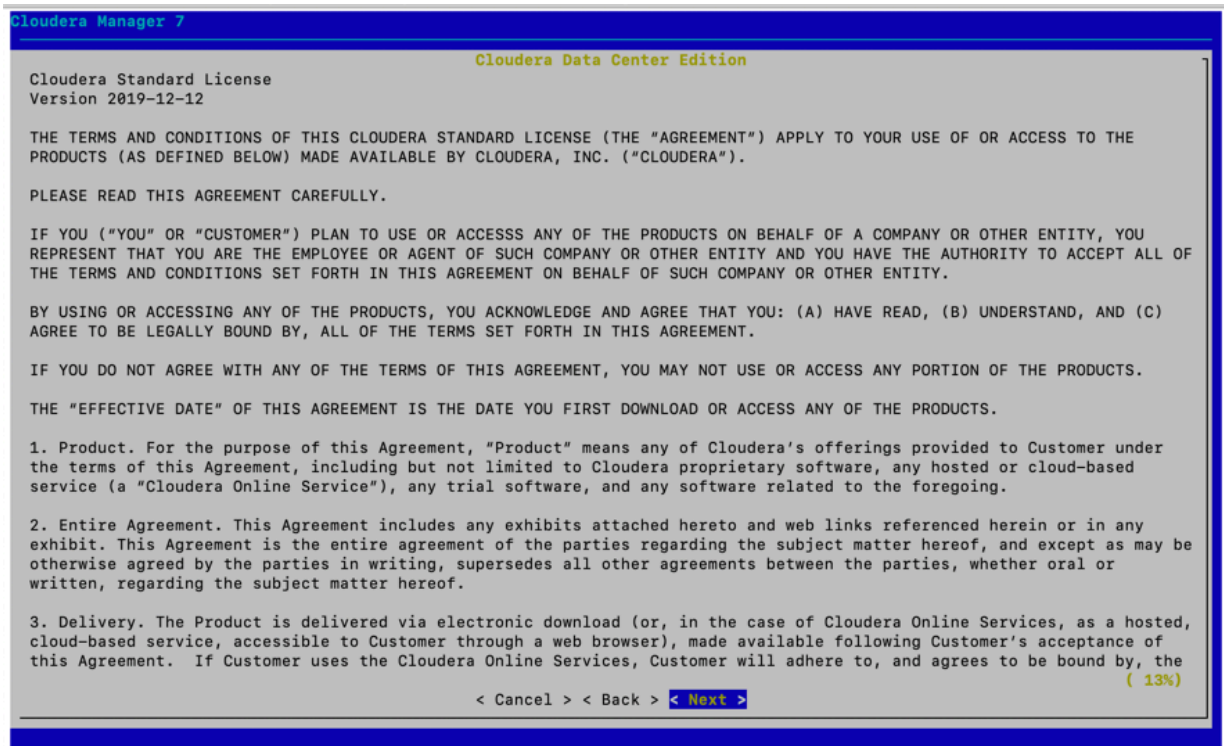 Cloudera Manager 7
Cloudera Data Center Edition
Cloudera Standard License
Version 2019-12-12
THE TERMS AND CONDITIONS OF THIS CLOUDERA STANDARD LICENSE (THE “AGREEMENT”) APPLY TO YOUR USE OF OR ACCESS TO THE
PRODUCTS (AS DEFINED BELOW) MADE AVAILABLE BY CLOUDERA, INC. (“CLOUDERA”).
PLEASE READ THIS AGREEMENT CAREFULLY.
IF YOU (“YOU” OR “CUSTOMER”) PLAN TO USE OR ACCESSS ANY OF THE PRODUCTS ON BEHALF OF A COMPANY OR OTHER ENTITY, YOU
REPRESENT THAT YOU ARE THE EMPLOYEE OR AGENT OF SUCH COMPANY OR OTHER ENTITY AND YOU HAVE THE AUTHORITY TO ACCEPT ALL OF
THE TERMS AND CONDITIONS SET FORTH IN THIS AGREEMENT ON BEHALF OF SUCH COMPANY OR OTHER ENTITY.
BY USING OR ACCESSING ANY OF THE PRODUCTS, YOU ACKNOWLEDGE AND AGREE THAT YOU: (A) HAVE READ, (B) UNDERSTAND, AND (C)
AGREE TO BE LEGALLY BOUND BY, ALL OF THE TERMS SET FORTH IN THIS AGREEMENT.
IF YOU DO NOT AGREE WITH ANY OF THE TERMS OF THIS AGREEMENT, YOU MAY NOT USE OR ACCESS ANY PORTION OF THE PRODUCTS.
THE “EFFECTIVE DATE” OF THIS AGREEMENT IS THE DATE YOU FIRST DOWNLOAD OR ACCESS ANY OF THE PRODUCTS.
1. Product. For the purpose of this Agreement, “Product” means any of Cloudera’s offerings provided to Customer under
the terms of this Agreement, including but not limited to Cloudera proprietary software, any hosted or cloud-based
service (a “Cloudera Online Service”), any trial software, and any software related to the foregoing.
2. Entire Agreement. This Agreement includes any exhibits attached hereto and web links referenced herein or in any
exhibit. This Agreement is the entire agreement of the parties regarding the subject matter hereof, and except as may be
otherwise agreed by the parties in writing, supersedes all other agreements between the parties, whether oral or
written, regarding the subject matter hereof.
3. Delivery. The Product is delivered via electronic download (or, in the case of Cloudera Online Services, as a hosted,
cloud-based service, accessible to Customer through a web browser), made available following Customer’s acceptance of
this Agreement.  If Customer uses the Cloudera Online Services, Customer will adhere to, and agrees to be bound by, the
( 13%)
< Cancel > < Back > < Next >